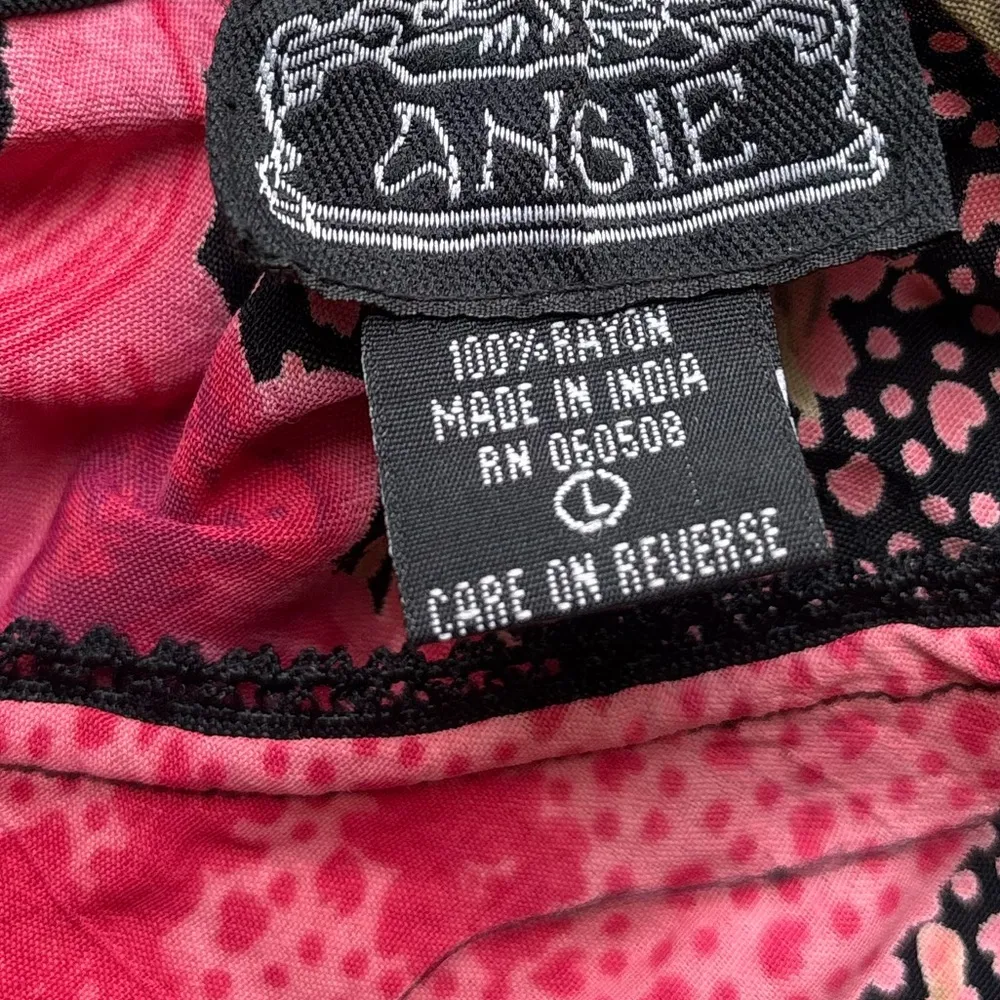 ANGIE
100% RAYON
MADE IN INDIA
RN 060508
L
CARE ON REVERSE